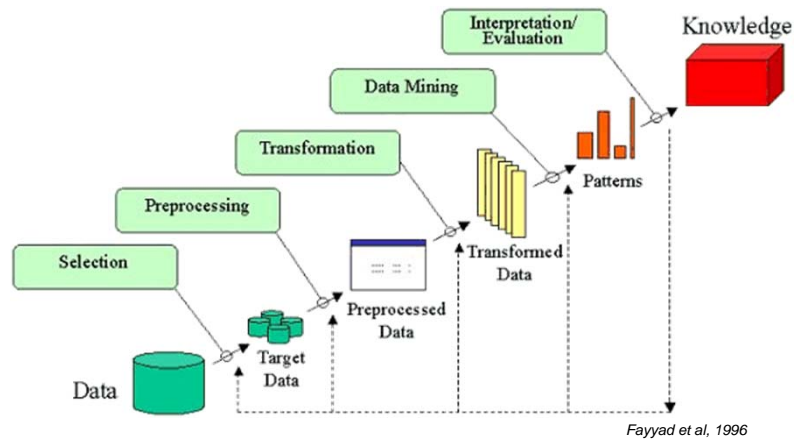 Interpretation/
Evaluation
Knowledge
Data Mining
Transformation
Patterns
Preprocessing
Transformed
Data
Selection
Preprocessed
Data
Target
Data
Data
Fayyad et al, 1996